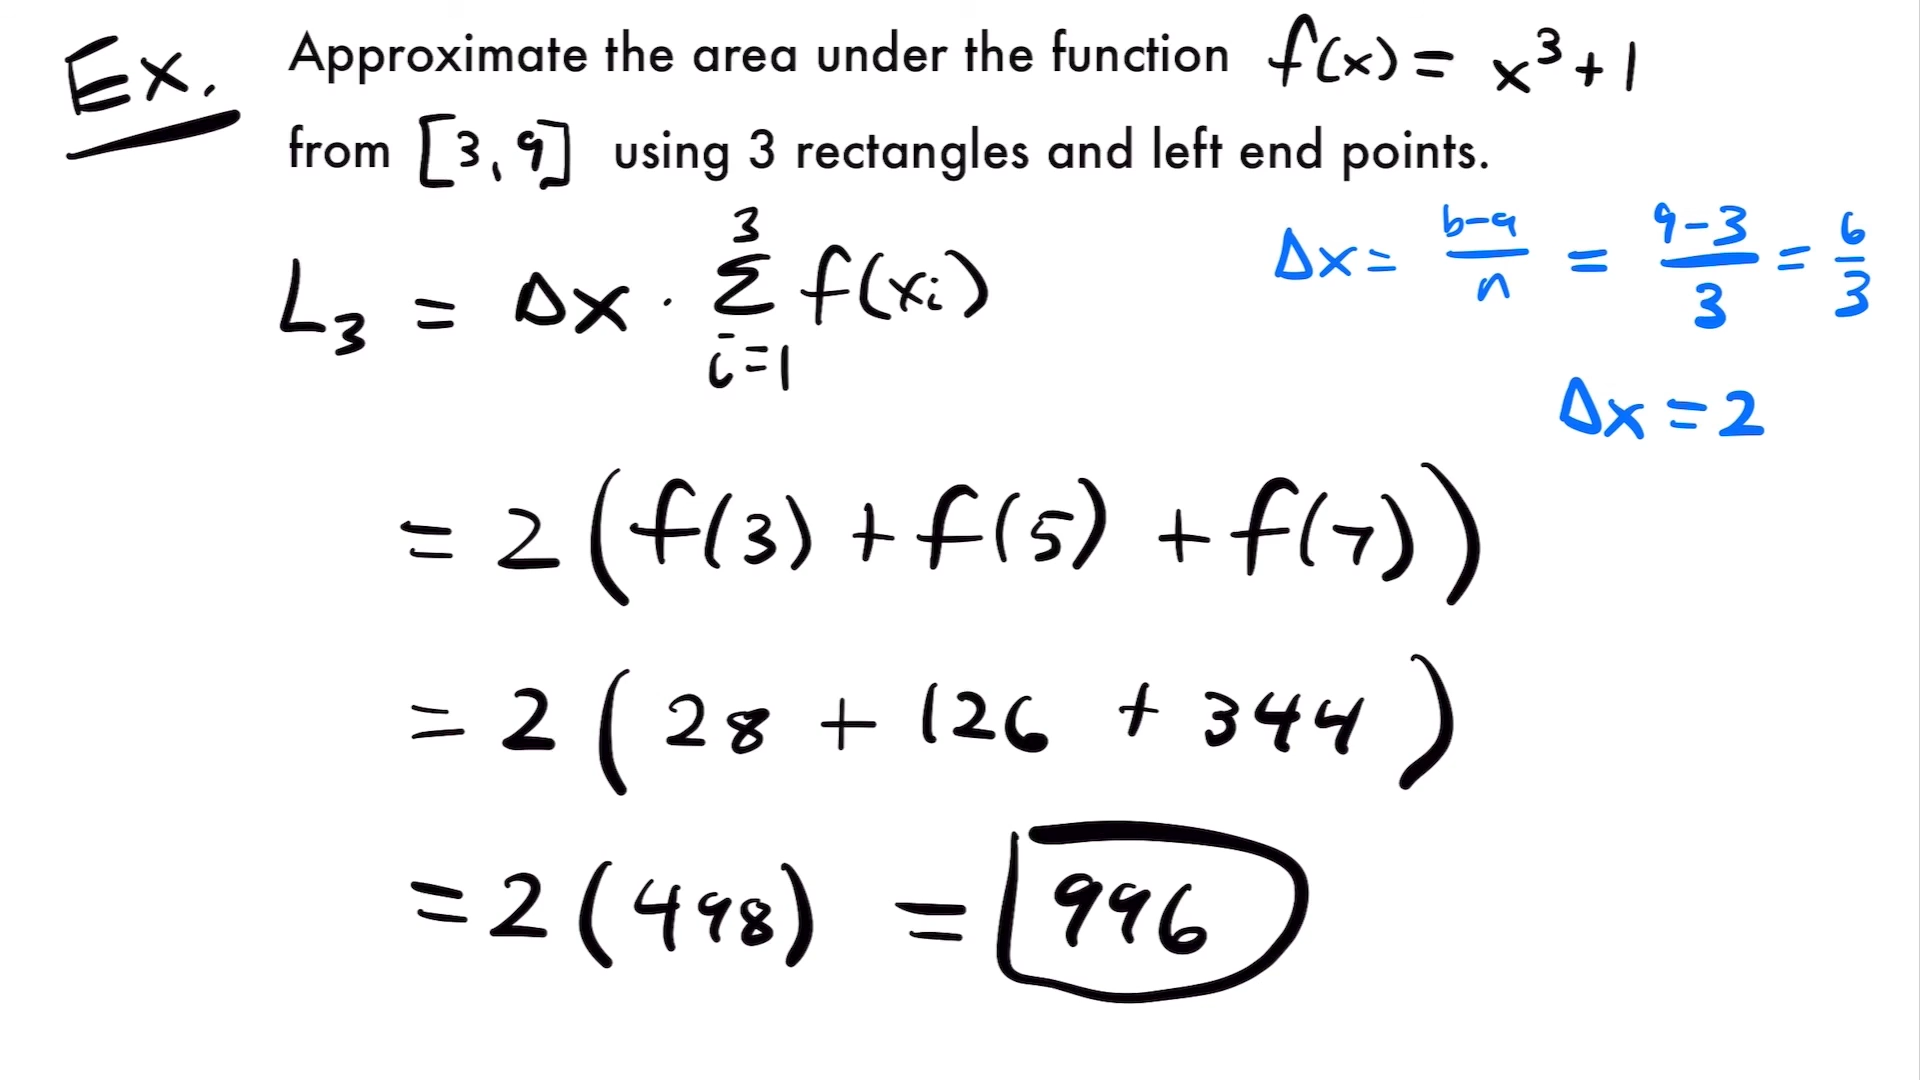 Ex. Approximate the area under the function f(x) = x³ + 1
from [3, 9] using 3 rectangles and left end points.
Δx = (b-a)/n = (9-3)/3 = 6/3
L₃ = Δx · Σ_{i=1}^{3} f(xᵢ)
Δx = 2
= 2 (f(3) + f(5) + f(7))
= 2 (28 + 126 + 344)
= 2 (498) = 996